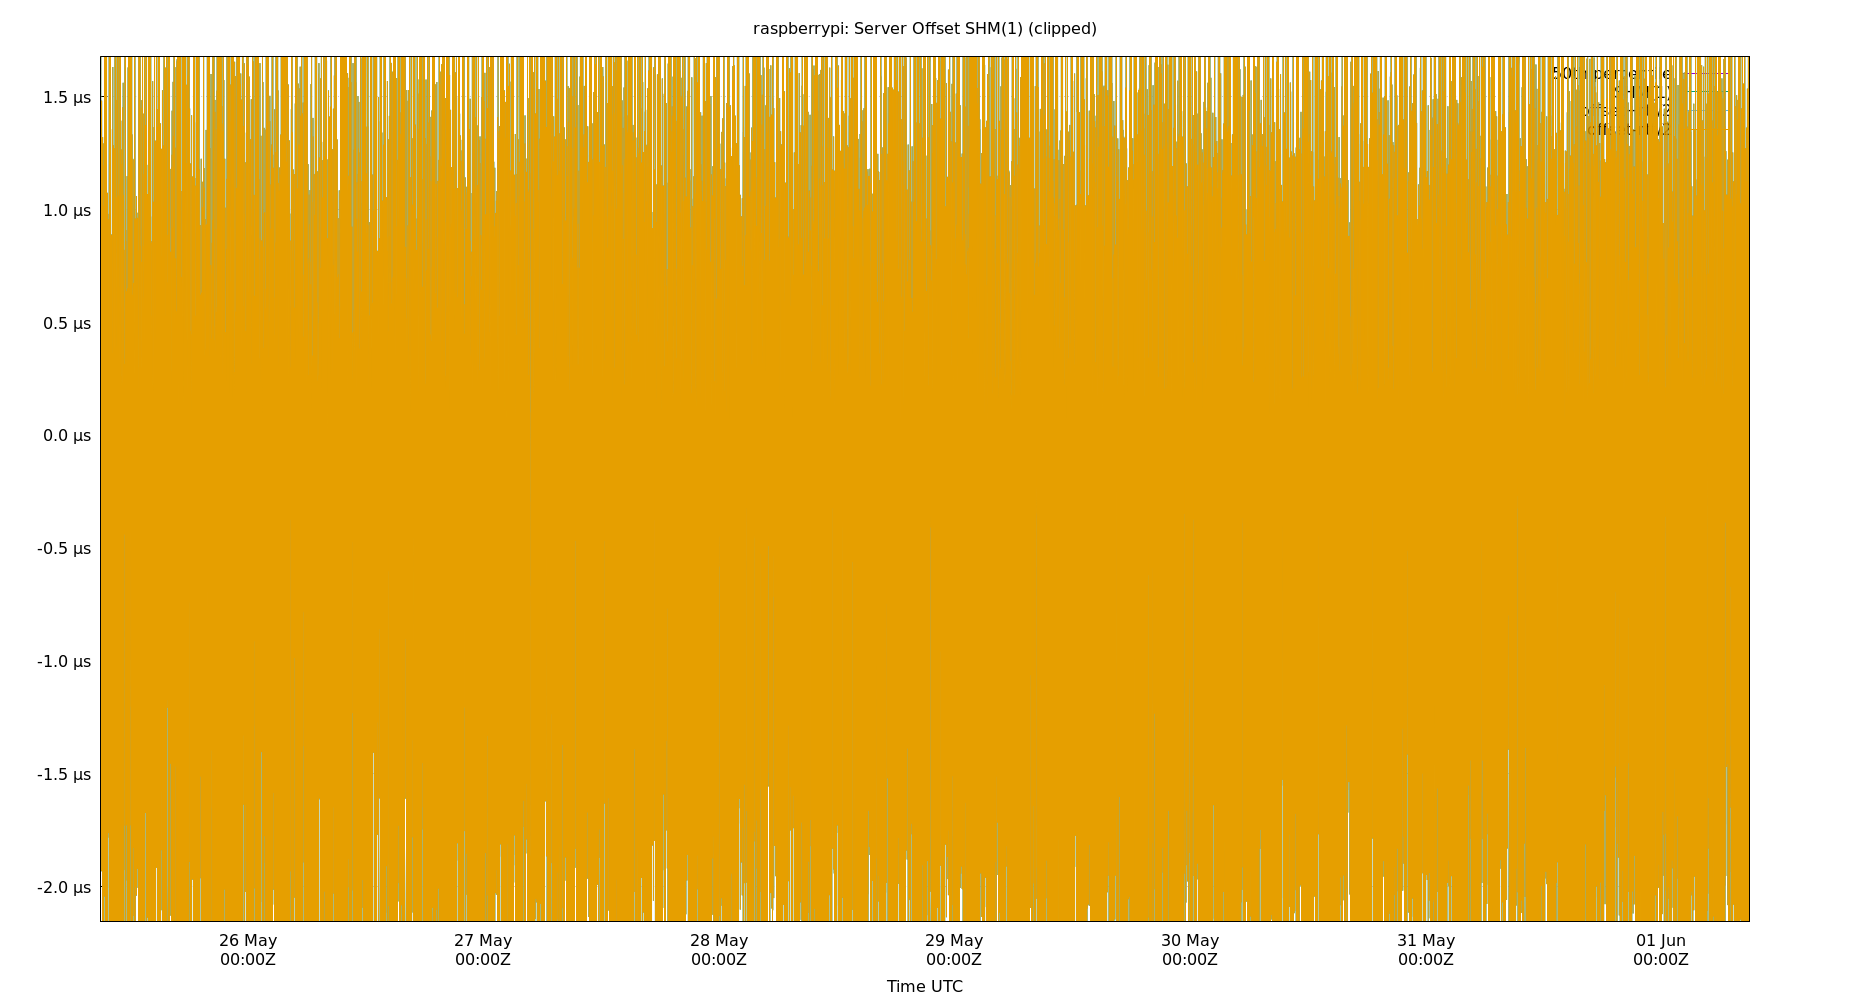 raspberrypi: Server Offset SHM(1) (clipped)
1.5 µs
1.0 µs
0.5 µs
0.0 µs
-0.5 µs
-1.0 µs
-1.5 µs
-2.0 µs
26 May
00:00Z
27 May
00:00Z
28 May
00:00Z
29 May
00:00Z
30 May
00:00Z
31 May
00:00Z
01 Jun
00:00Z
Time UTC